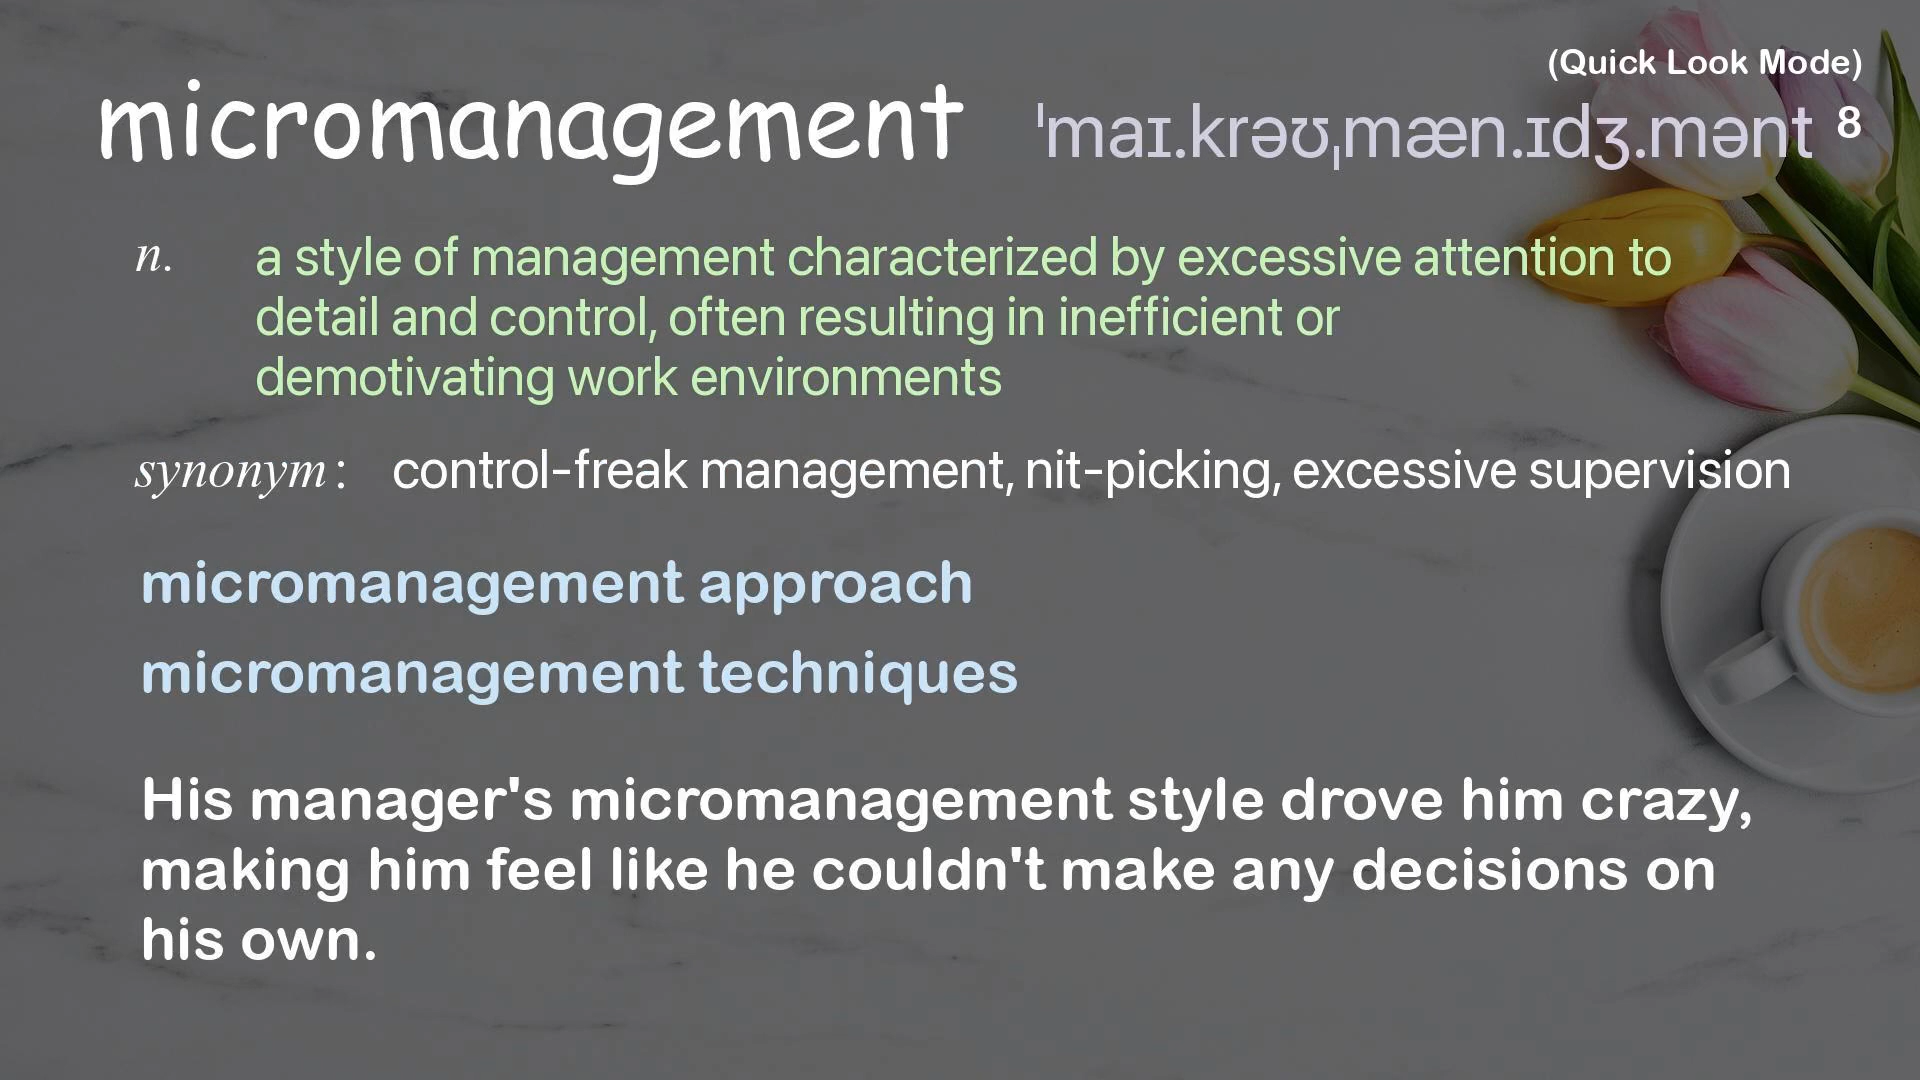 (Quick Look Mode)
micromanagement ˈmaɪ.krəʊˌmæn.ɪdʒ.mənt 8
n. a style of management characterized by excessive attention to
detail and control, often resulting in inefficient or
demotivating work environments
synonym: control-freak management, nit-picking, excessive supervision
micromanagement approach
micromanagement techniques
His manager's micromanagement style drove him crazy,
making him feel like he couldn't make any decisions on
his own.